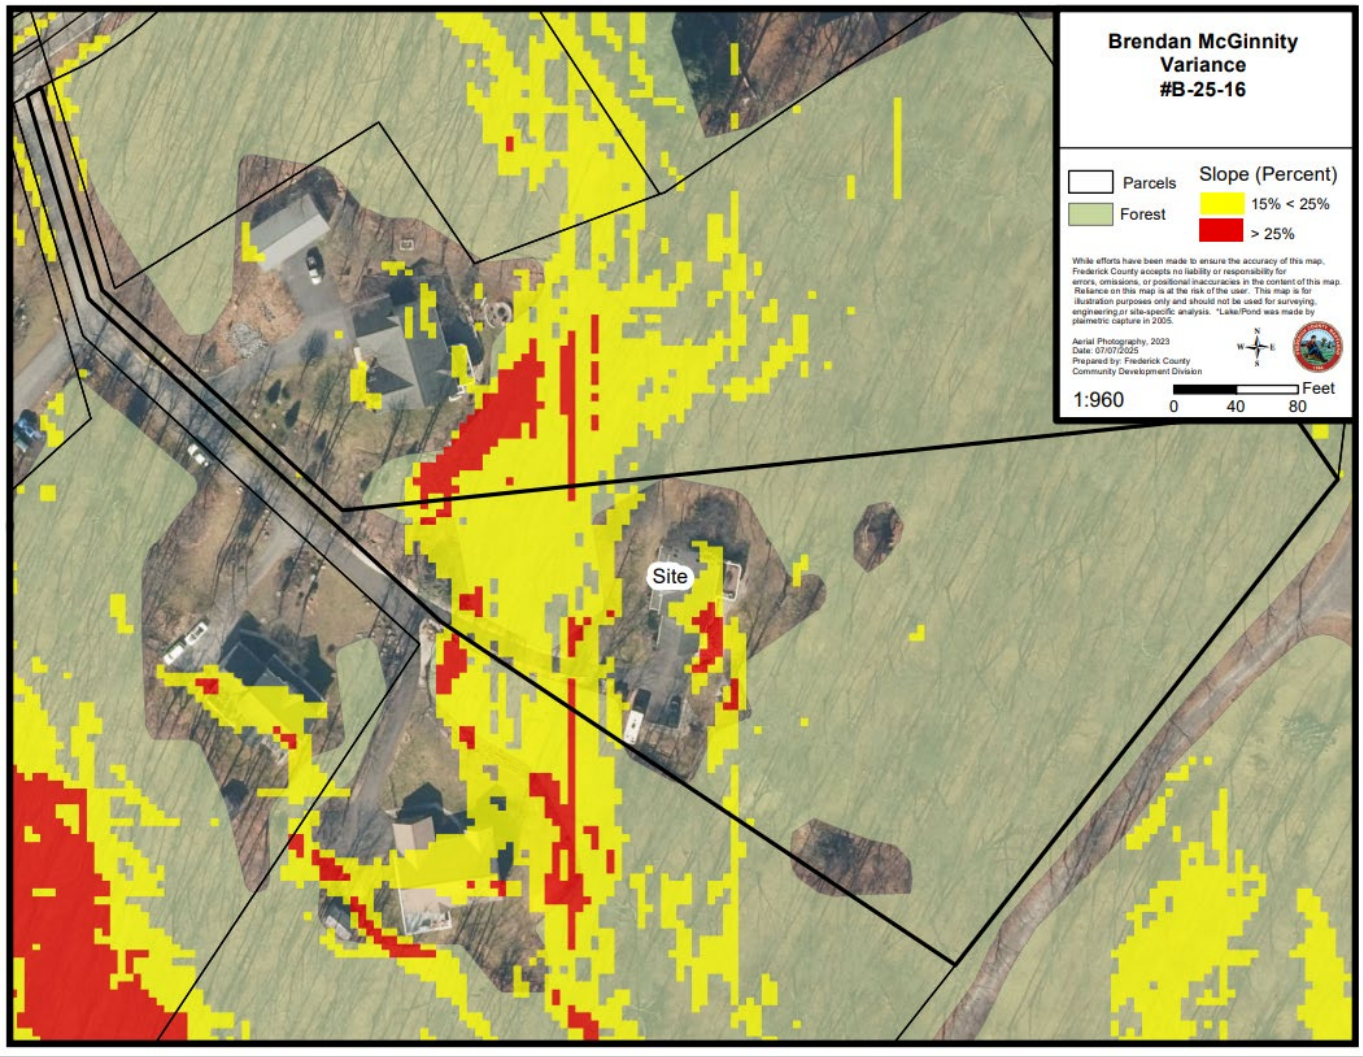 Brendan McGinnity
Variance
#B-25-16
Parcels
Forest
Slope (Percent)
15% < 25%
> 25%
While efforts have been made to ensure the accuracy of this map,
Frederick County accepts no liability or responsibility for
errors, omissions, or positional inaccuracies in the content of this map.
Reliance on this map is at the risk of the user. This map is for
illustration purposes only and should not be used for surveying,
engineering,or site-specific analysis. *Lake/Pond was made by
plaimetric capture in 2005.
Aerial Photography, 2023
Date: 07/07/2025
Prepared by: Frederick County
Community Development Division
N
W E
S
1:960
Feet
0 40 80
Site